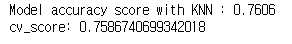 Model accuracy score with KNN : 0.7606
cv_score: 0.7586740699342018